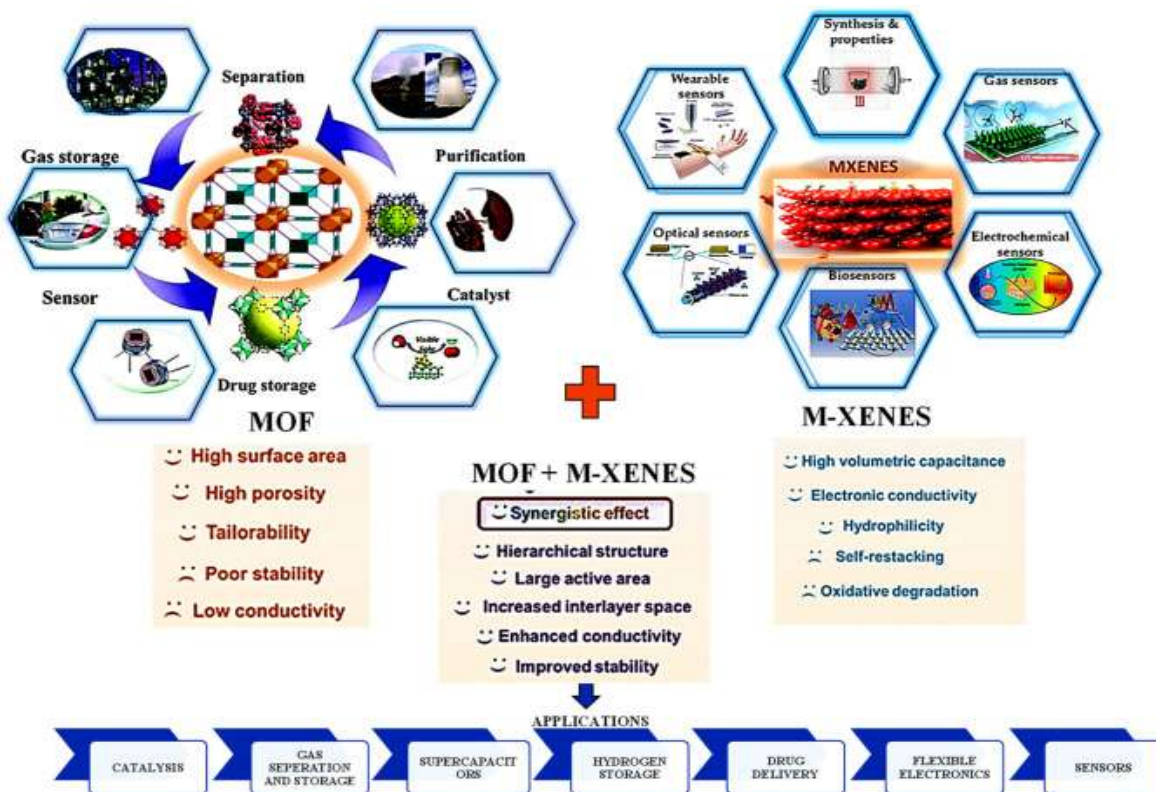 Separation
Gas storage
Purification
Sensor
Catalyst
Drug storage
MOF
High surface area
High porosity
Tailorability
Poor stability
Low conductivity
Synthesis &
properties
Wearable
sensors
Gas sensors
MXENES
Optical sensors
Electrochemical
sensors
Biosensors
M-XENES
High volumetric capacitance
Electronic conductivity
Hydrophilicity
Self-restacking
Oxidative degradation
MOF + M-XENES
Synergistic effect
Hierarchical structure
Large active area
Increased interlayer space
Enhanced conductivity
Improved stability
APPLICATIONS
CATALYSIS
GAS
SEPERATION
AND STORAGE
SUPERCAPACIT
ORS
HYDROGEN
STORAGE
DRUG
DELIVERY
FLEXIBLE
ELECTRONICS
SENSORS